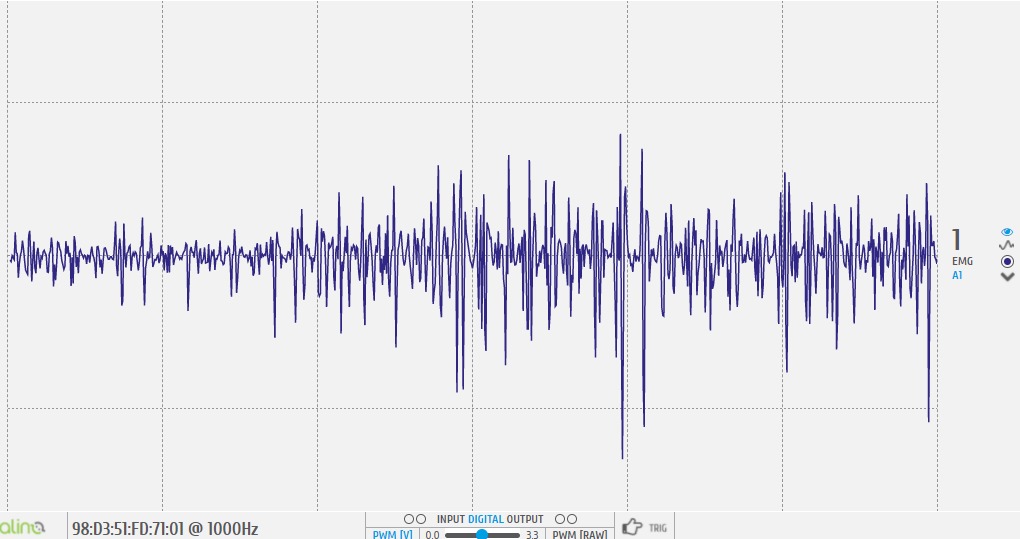 1
EMG
A1
alino
98:D3:51:FD:71:01 @ 1000Hz
INPUT DIGITAL OUTPUT
PWM [V] 0.0 3.3 PWM [RAW]
TRIG